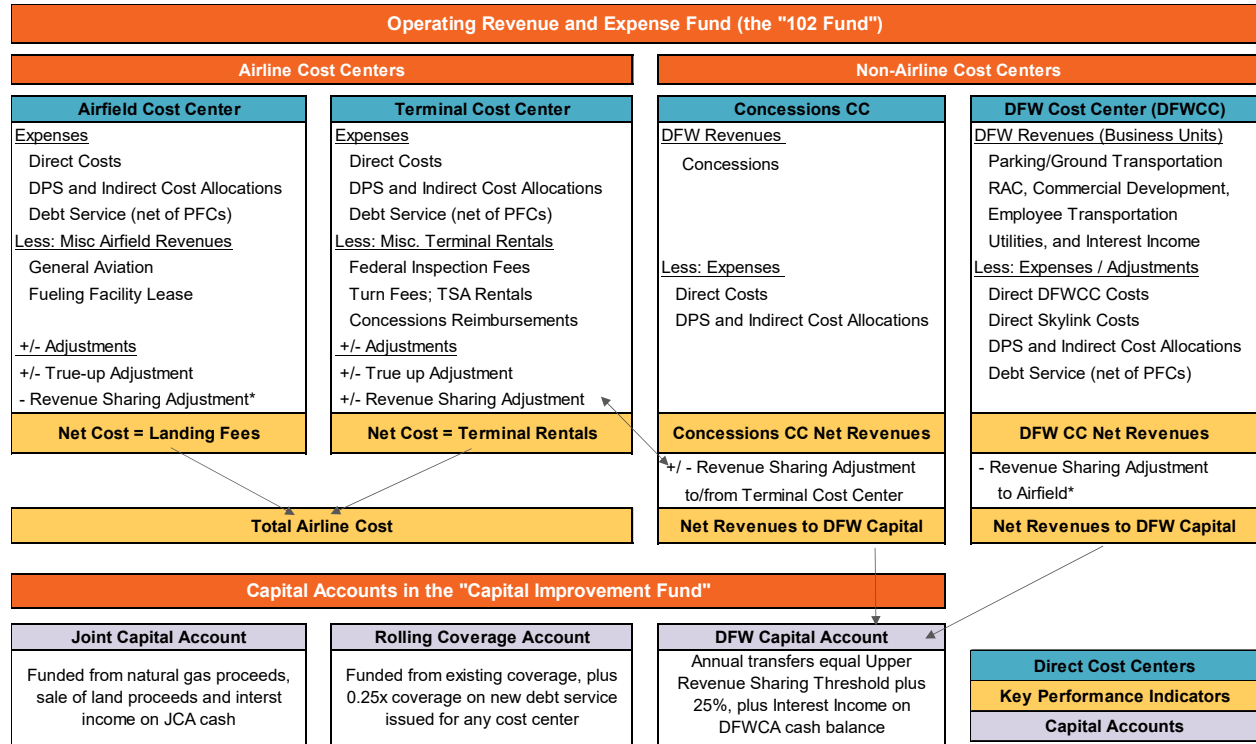 Operating Revenue and Expense Fund (the "102 Fund")
Airline Cost Centers
Non-Airline Cost Centers
Airfield Cost Center
Expenses
Direct Costs
DPS and Indirect Cost Allocations
Debt Service (net of PFCs)
Less: Misc Airfield Revenues
General Aviation
Fueling Facility Lease
+/- Adjustments
+/- True-up Adjustment
- Revenue Sharing Adjustment*
Net Cost = Landing Fees
Terminal Cost Center
Expenses
Direct Costs
DPS and Indirect Cost Allocations
Debt Service (net of PFCs)
Less: Misc. Terminal Rentals
Federal Inspection Fees
Turn Fees; TSA Rentals
Concessions Reimbursements
+/- Adjustments
+/- True up Adjustment
+/- Revenue Sharing Adjustment
Net Cost = Terminal Rentals
Total Airline Cost
Concessions CC
DFW Revenues
Concessions
Less: Expenses
Direct Costs
DPS and Indirect Cost Allocations
Concessions CC Net Revenues
+/ - Revenue Sharing Adjustment
to/from Terminal Cost Center
Net Revenues to DFW Capital
DFW Cost Center (DFWCC)
DFW Revenues (Business Units)
Parking/Ground Transportation
RAC, Commercial Development,
Employee Transportation
Utilities, and Interest Income
Less: Expenses / Adjustments
Direct DFWCC Costs
Direct Skylink Costs
DPS and Indirect Cost Allocations
Debt Service (net of PFCs)
DFW CC Net Revenues
- Revenue Sharing Adjustment
to Airfield*
Net Revenues to DFW Capital
Capital Accounts in the "Capital Improvement Fund"
Joint Capital Account
Funded from natural gas proceeds,
sale of land proceeds and interst
income on JCA cash
Rolling Coverage Account
Funded from existing coverage, plus
0.25x coverage on new debt service
issued for any cost center
DFW Capital Account
Annual transfers equal Upper
Revenue Sharing Threshold plus
25%, plus Interest Income on
DFWCA cash balance
Direct Cost Centers
Key Performance Indicators
Capital Accounts